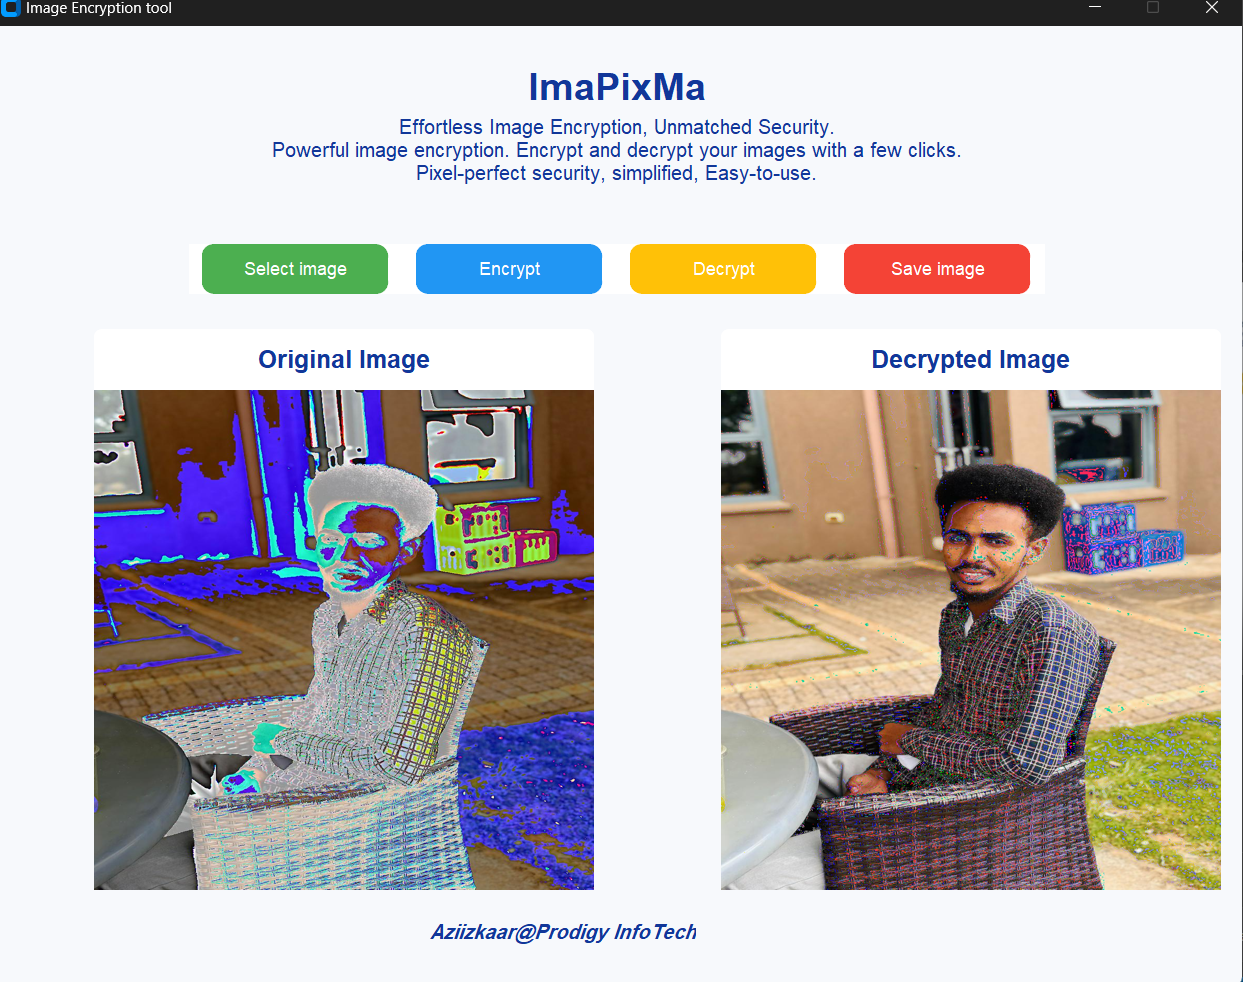 Image Encryption tool
ImaPixMa
Effortless Image Encryption, Unmatched Security.
Powerful image encryption. Encrypt and decrypt your images with a few clicks.
Pixel-perfect security, simplified, Easy-to-use.
Select image
Encrypt
Decrypt
Save image
Original Image
Decrypted Image
Aziizkaar@Prodigy InfoTech